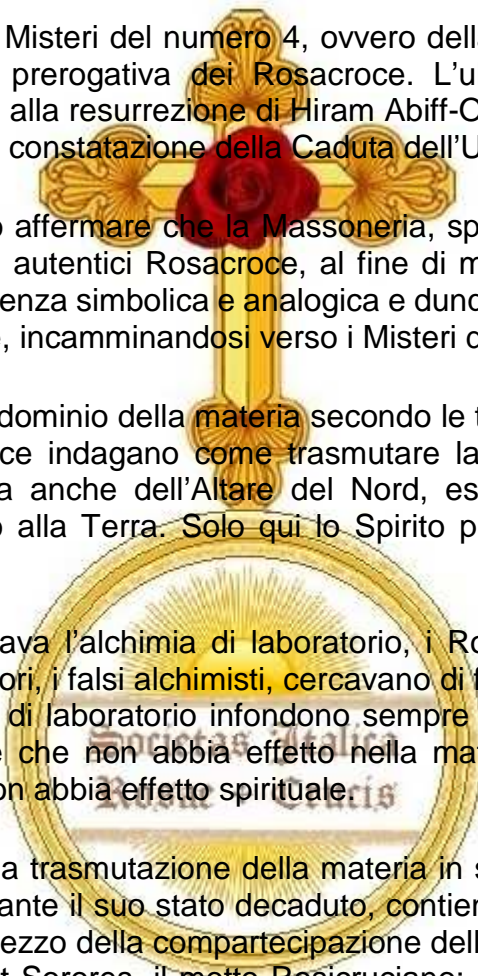 Misteri del numero 4, ovvero dell
prerogativa dei Rosacroce. L'u
alla resurrezione di Hiram Abiff-O
constatazione della Caduta dell'U
affermare che la Massoneria, sp
autentici Rosacroce, al fine di m
enza simbolica e analogica e dunq
, incamminandosi verso i Misteri d
dominio della materia secondo le t
ce indagano come trasmutare la
a anche dell'Altare del Nord, es
o alla Terra. Solo qui lo Spirito p
ava l'alchimia di laboratorio, i Ro
ori, i falsi alchimisti, cercavano di f
di laboratorio infondono sempre
e che non abbia effetto nella mat
on abbia effetto spirituale.
Societas Italica
Rosae Crucis
a trasmutazione della materia in s
ante il suo stato decaduto, contien
ezzo della compartecipazione dell